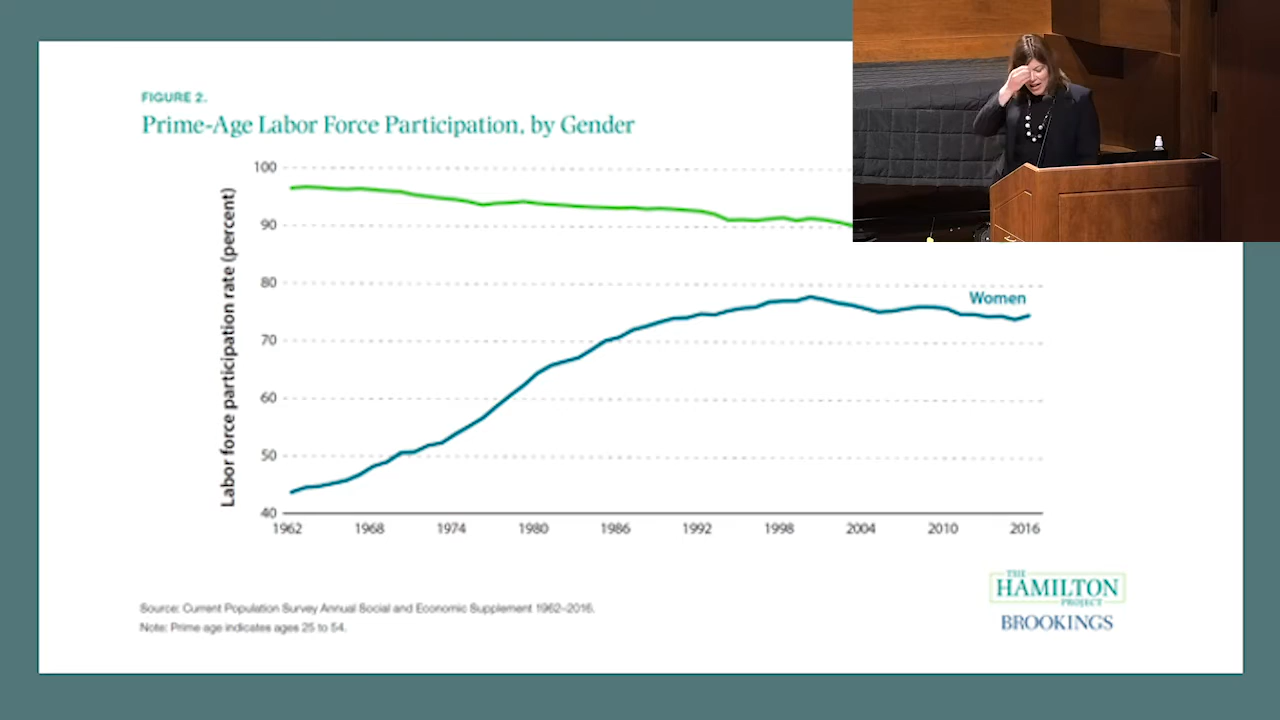 FIGURE 2.
Prime-Age Labor Force Participation, by Gender
Labor force participation rate (percent)
100
90
80
70
60
50
40
Women
1962 1968 1974 1980 1986 1992 1998 2004 2010 2016
Source: Current Population Survey Annual Social and Economic Supplement 1962–2016.
Note: Prime age indicates ages 25 to 54.
THE
HAMILTON
PROJECT
BROOKINGS